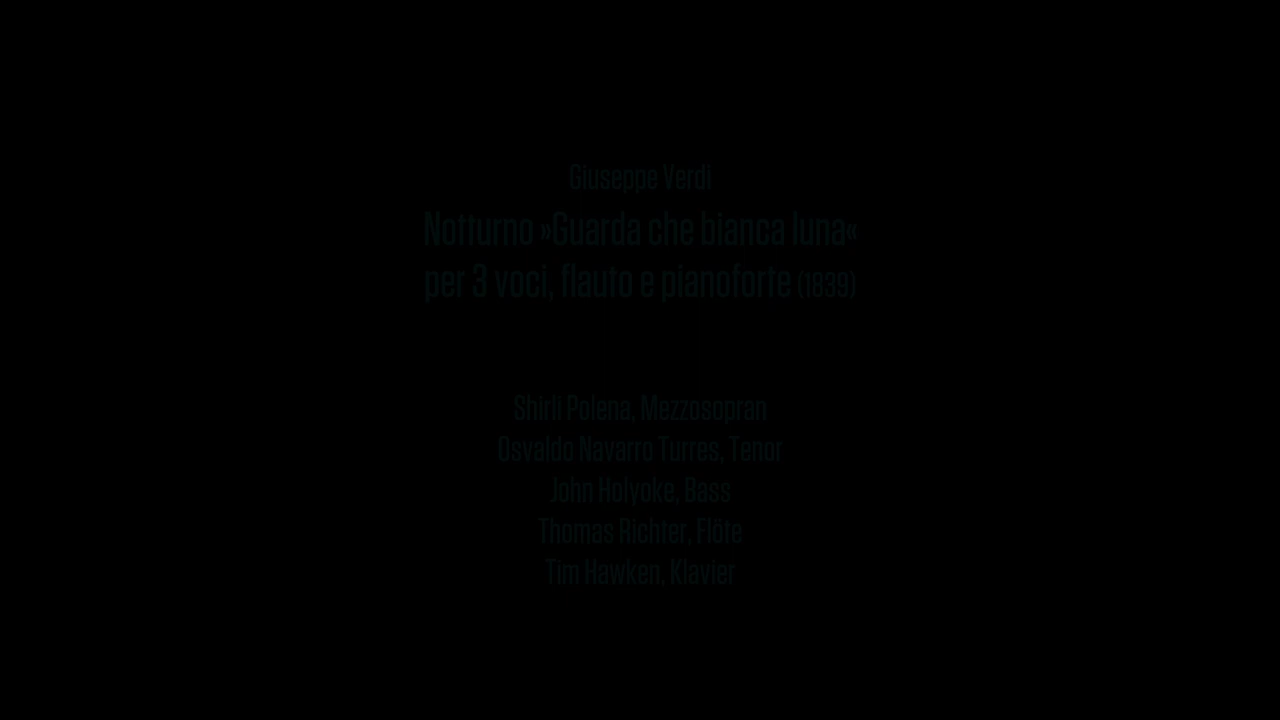 Giuseppe Verdi
Notturno »Guarda che bianca luna«
per 3 voci, flauto e pianoforte (1839)
Shirli Polena, Mezzosopran
Osvaldo Navarro Turres, Tenor
John Holyoke, Bass
Thomas Richter, Flöte
Tim Hawken, Klavier